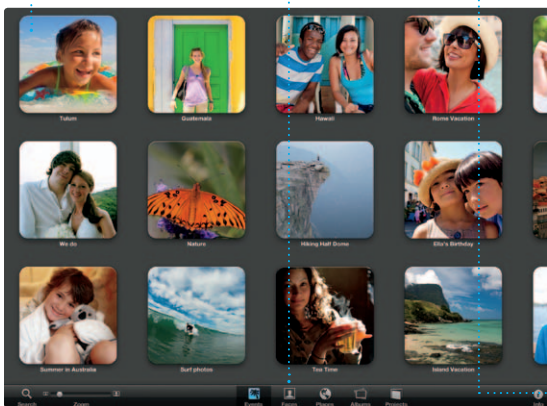 Tulum
Guatemala
Hawaii
Rome Vacation
We do
Nature
Hiking Half Dome
Ella's Birthday
Summer in Australia
Surf photos
Tea Time
Island Vacation
Search
Zoom
Events
Faces
Places
Albums
Projects
Info